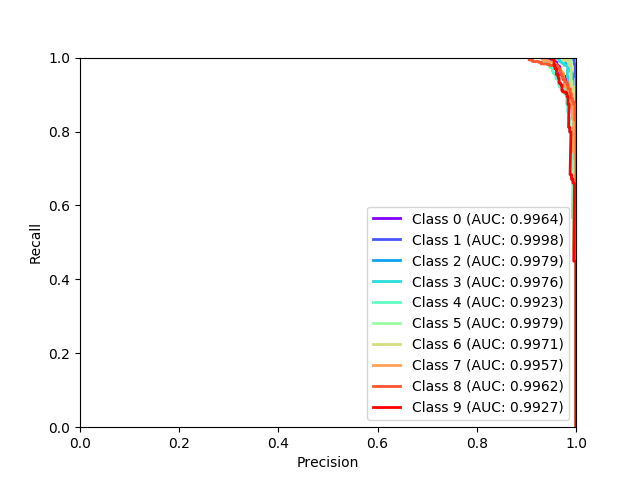 1.0
0.8
0.6
0.4
0.2
0.0
Recall
Class 0 (AUC: 0.9964)
Class 1 (AUC: 0.9998)
Class 2 (AUC: 0.9979)
Class 3 (AUC: 0.9976)
Class 4 (AUC: 0.9923)
Class 5 (AUC: 0.9979)
Class 6 (AUC: 0.9971)
Class 7 (AUC: 0.9957)
Class 8 (AUC: 0.9962)
Class 9 (AUC: 0.9927)
0.0 0.2 0.4 0.6 0.8 1.0
Precision